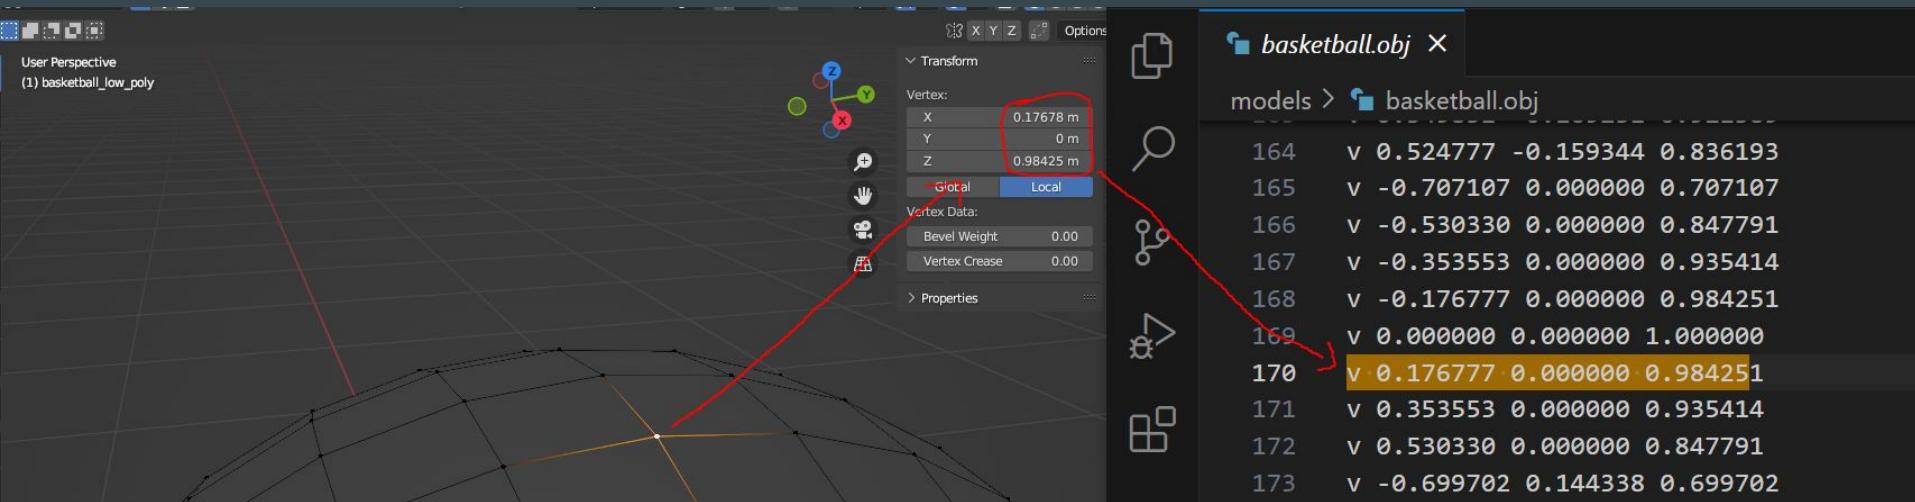 X Y Z
Options
User Perspective
(1) basketball_low_poly
Z
Y
X
Transform
Vertex:
X 0.17678 m
Y 0 m
Z 0.98425 m
Global Local
Vertex Data:
Bevel Weight 0.00
Vertex Crease 0.00
Properties
basketball.obj
models > basketball.obj
164 v 0.524777 -0.159344 0.836193
165 v -0.707107 0.000000 0.707107
166 v -0.530330 0.000000 0.847791
167 v -0.353553 0.000000 0.935414
168 v -0.176777 0.000000 0.984251
169 v 0.000000 0.000000 1.000000
170 v 0.176777 0.000000 0.984251
171 v 0.353553 0.000000 0.935414
172 v 0.530330 0.000000 0.847791
173 v -0.699702 0.144338 0.699702